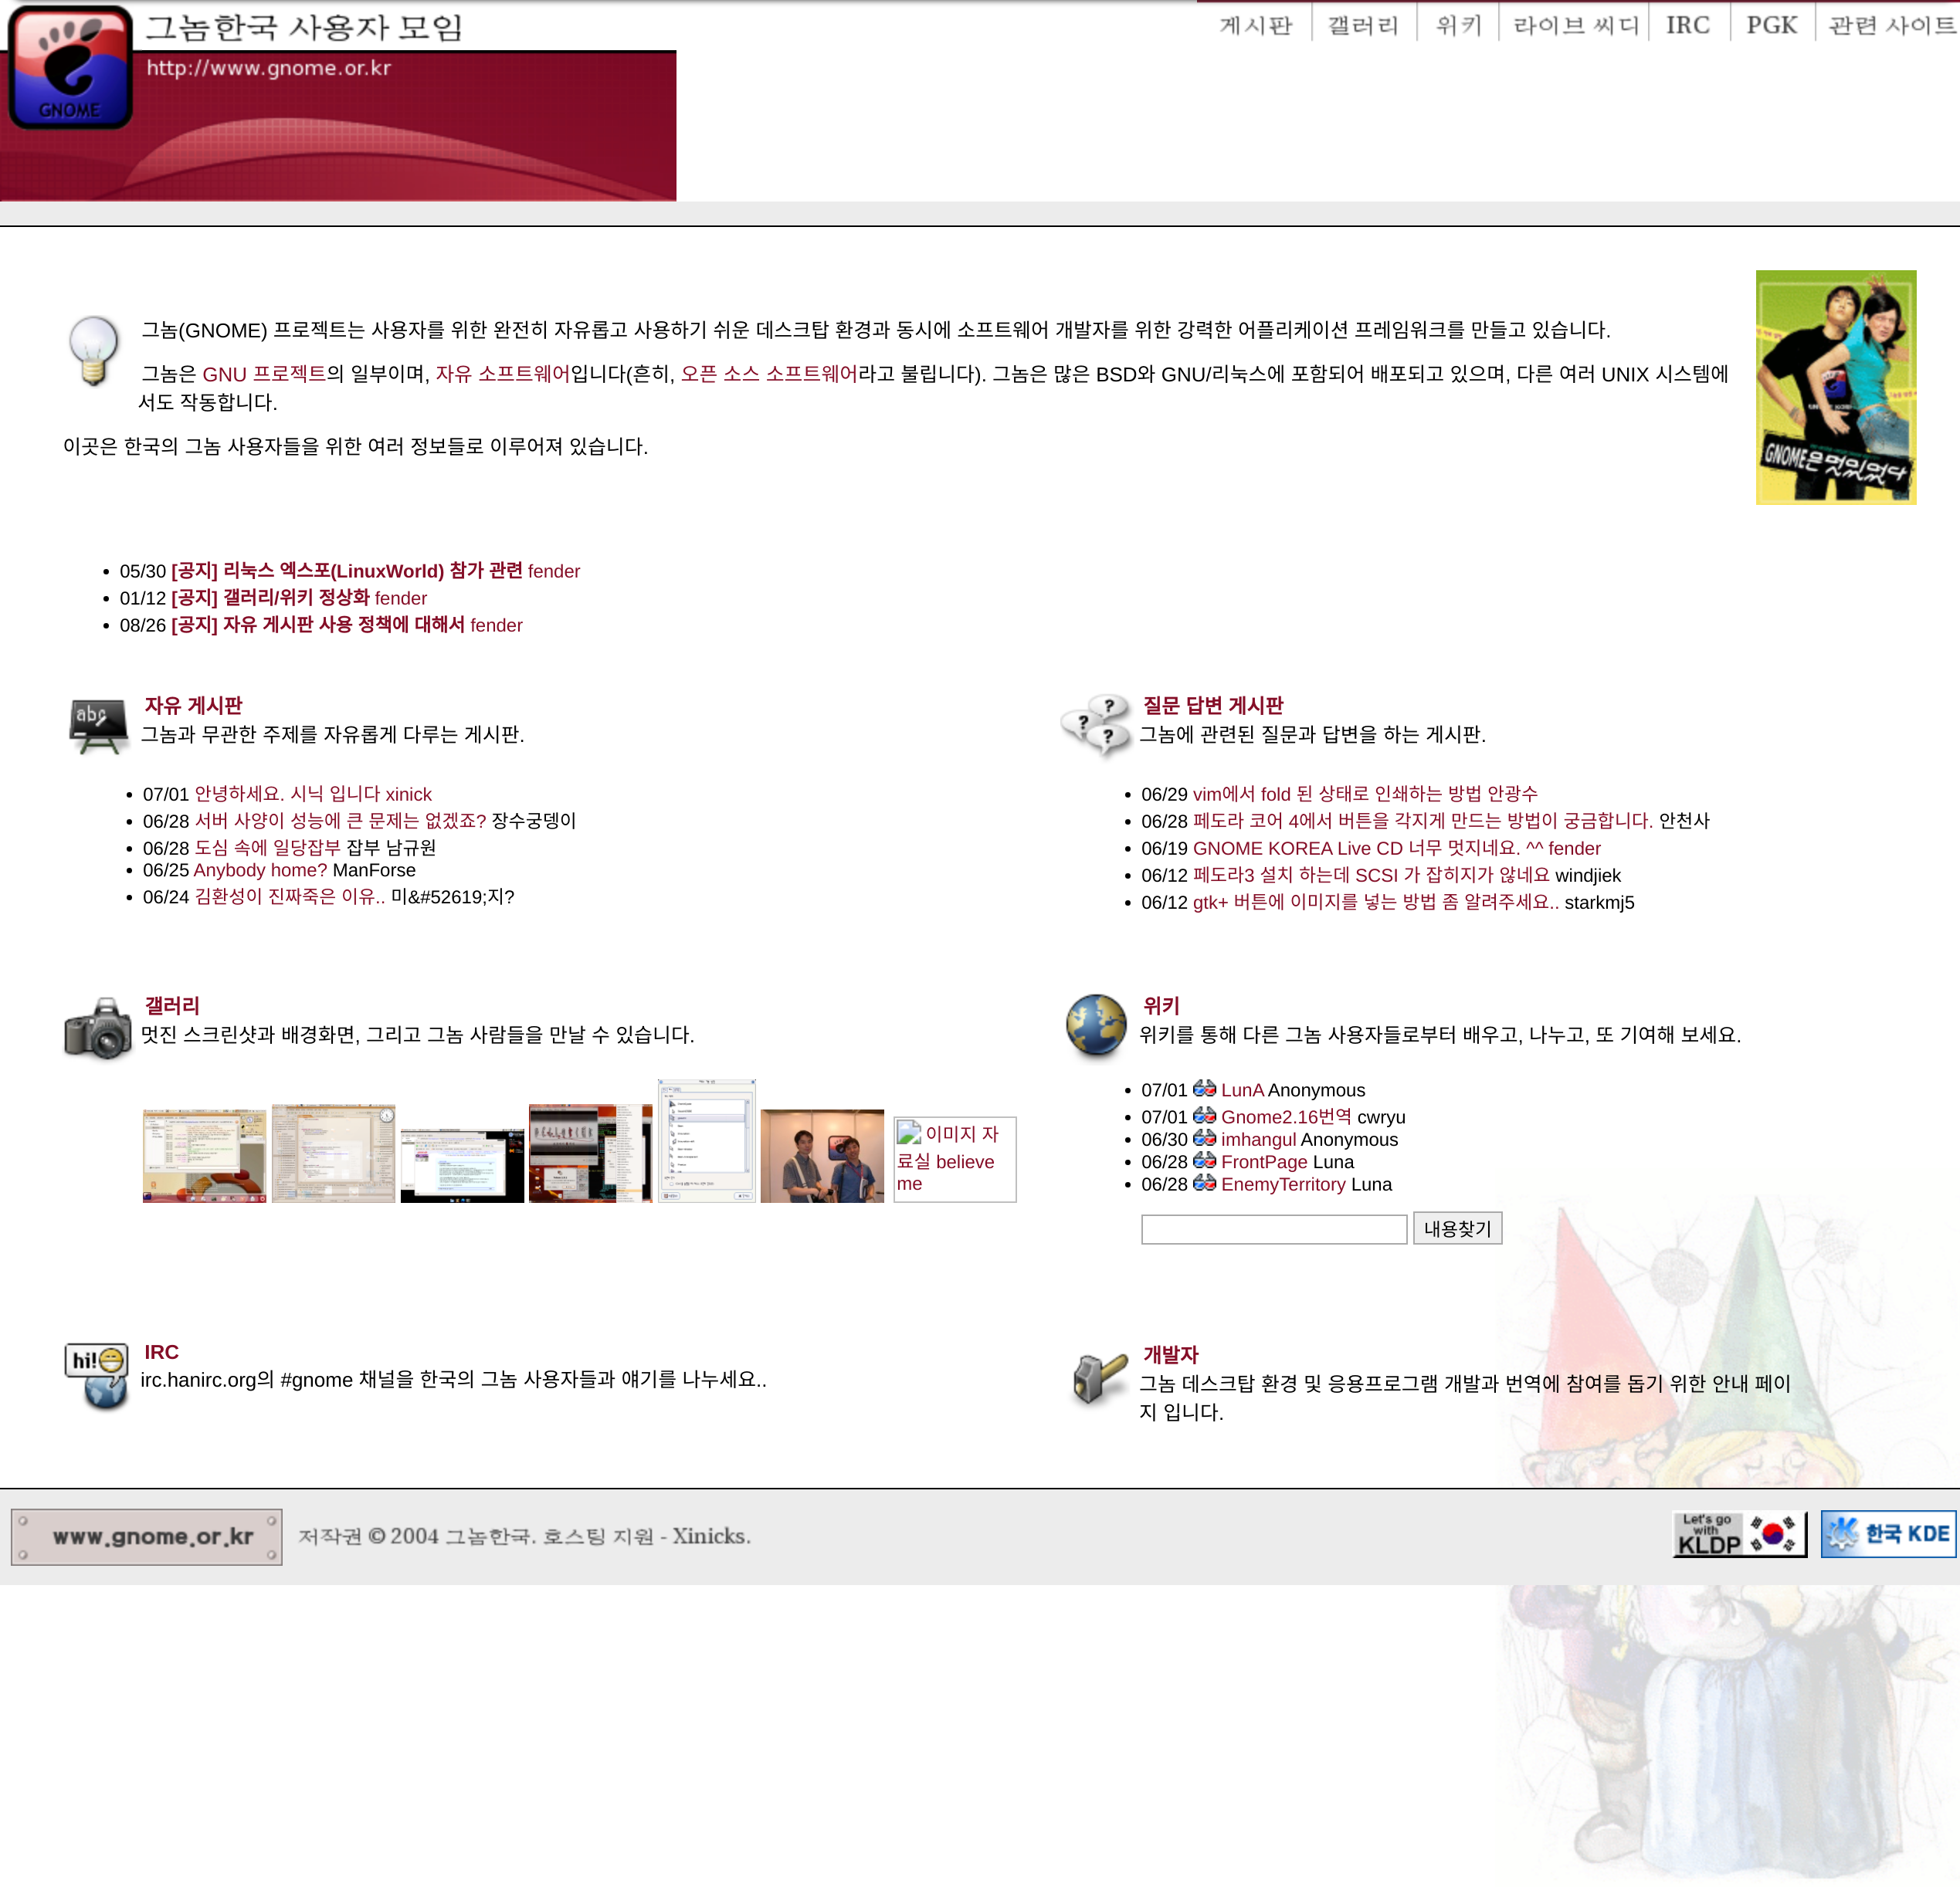 그놈한국 사용자 모임
게시판 갤러리 위키 라이브 씨디 IRC PGK 관련 사이트
http://www.gnome.or.kr
GNOME
그놈(GNOME) 프로젝트는 사용자를 위한 완전히 자유롭고 사용하기 쉬운 데스크탑 환경과 동시에 소프트웨어 개발자를 위한 강력한 어플리케이션 프레임워크를 만들고 있습니다.
그놈은 GNU 프로젝트의 일부이며, 자유 소프트웨어입니다(흔히, 오픈 소스 소프트웨어라고 불립니다). 그놈은 많은 BSD와 GNU/리눅스에 포함되어 배포되고 있으며, 다른 여러 UNIX 시스템에
서도 작동합니다.
이곳은 한국의 그놈 사용자들을 위한 여러 정보들로 이루어져 있습니다.
GNOME은 멋있었다
05/30 [공지] 리눅스 엑스포(LinuxWorld) 참가 관련 fender
01/12 [공지] 갤러리/위키 정상화 fender
08/26 [공지] 자유 게시판 사용 정책에 대해서 fender
abc
자유 게시판
그놈과 무관한 주제를 자유롭게 다루는 게시판.
07/01 안녕하세요. 시닉 입니다 xinick
06/28 서버 사양이 성능에 큰 문제는 없겠죠? 장수궁뎅이
06/28 도심 속에 일당잡부 잡부 남규원
06/25 Anybody home? ManForse
06/24 김환성이 진짜죽은 이유.. 미&#52619;지?
? ? ?
질문 답변 게시판
그놈에 관련된 질문과 답변을 하는 게시판.
06/29 vim에서 fold 된 상태로 인쇄하는 방법 안광수
06/28 페도라 코어 4에서 버튼을 각지게 만드는 방법이 궁금합니다. 안천사
06/19 GNOME KOREA Live CD 너무 멋지네요. ^^ fender
06/12 페도라3 설치 하는데 SCSI 가 잡히지가 않네요 windjiek
06/12 gtk+ 버튼에 이미지를 넣는 방법 좀 알려주세요.. starkmj5
갤러리
멋진 스크린샷과 배경화면, 그리고 그놈 사람들을 만날 수 있습니다.
이미지 자
료실 believe
me
위키
위키를 통해 다른 그놈 사용자들로부터 배우고, 나누고, 또 기여해 보세요.
07/01 LunA Anonymous
07/01 Gnome2.16번역 cwryu
06/30 imhangul Anonymous
06/28 FrontPage Luna
06/28 EnemyTerritory Luna
내용찾기
hi!
IRC
irc.hanirc.org의 #gnome 채널을 한국의 그놈 사용자들과 얘기를 나누세요..
개발자
그놈 데스크탑 환경 및 응용프로그램 개발과 번역에 참여를 돕기 위한 안내 페이
지 입니다.
www.gnome.or.kr
저작권 © 2004 그놈한국. 호스팅 지원 - Xinicks.
Let's go
with
KLDP
한국 KDE